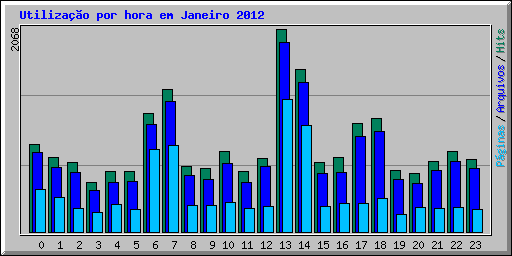 Utilização por hora em Janeiro 2012
2068
Páginas / Arquivos / Hits
0 1 2 3 4 5 6 7 8 9 10 11 12 13 14 15 16 17 18 19 20 21 22 23